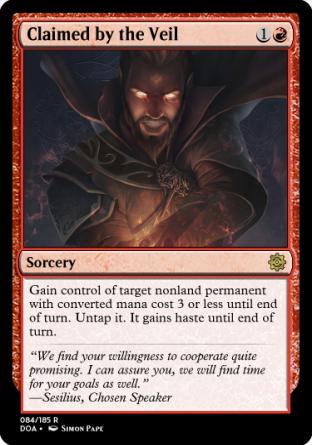 Claimed by the Veil 1
Sorcery
Gain control of target nonland permanent
with converted mana cost 3 or less until end
of turn. Untap it. It gains haste until end of
turn.
“We find your willingness to cooperate quite
promising. I can assure you, we will find time
for your goals as well.”
—Sesilius, Chosen Speaker
084/185 R
DOA • Simon Pape